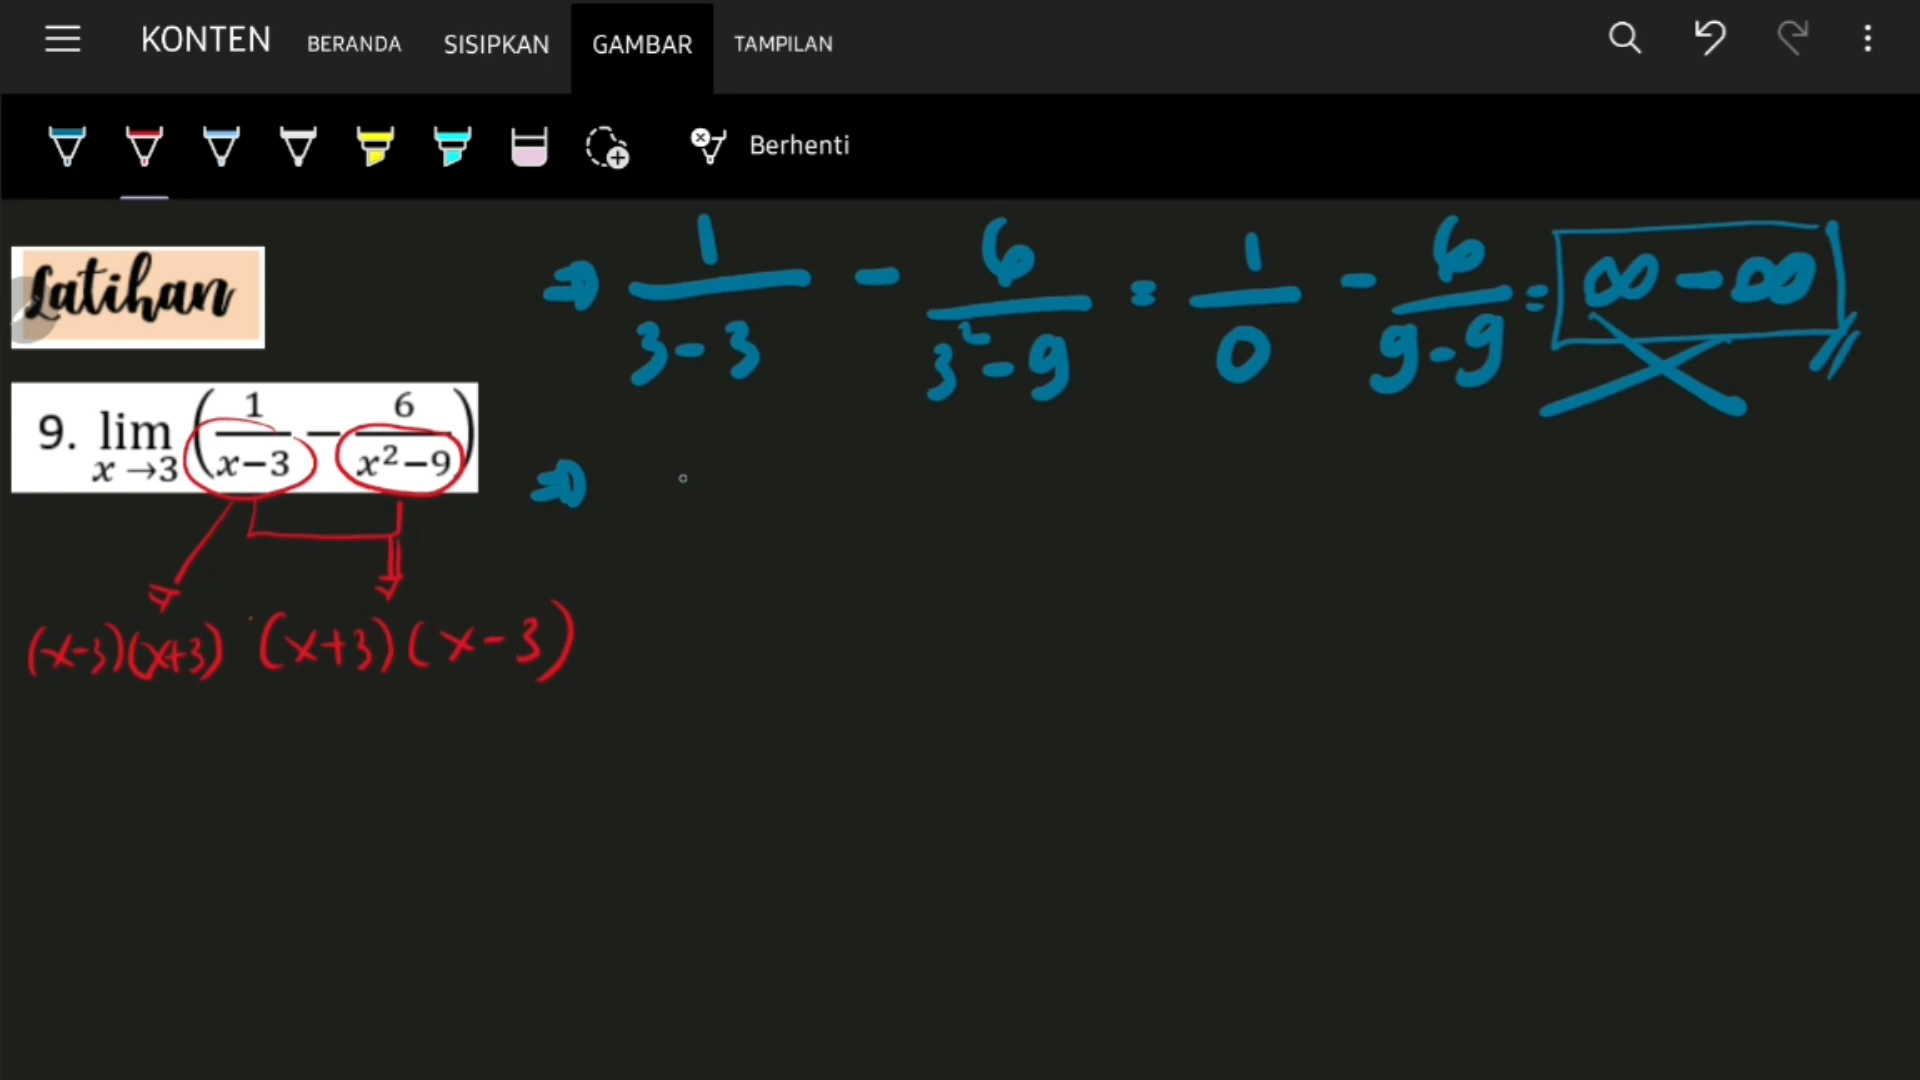 KONTEN BERANDA SISIPKAN GAMBAR TAMPILAN
Berhenti
Latihan
⇒ 1/(3-3) - 6/(3²-9) = 1/0 - 6/(9-9) = ∞ - ∞
9. lim x→3 (1/(x-3) - 6/(x²-9))
⇒
(x-3)(x+3) (x+3)(x-3)